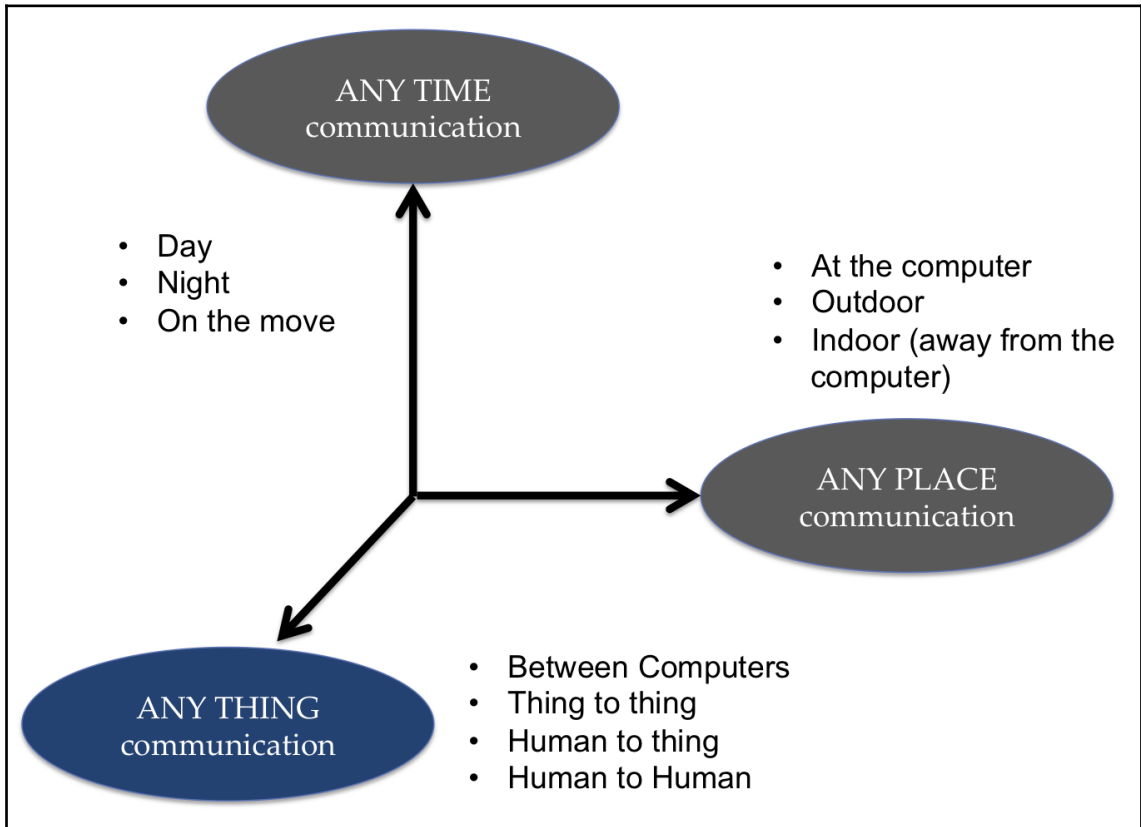 ANY TIME
communication
• Day
• Night
• On the move
• At the computer
• Outdoor
• Indoor (away from the
computer)
ANY PLACE
communication
ANY THING
communication
• Between Computers
• Thing to thing
• Human to thing
• Human to Human